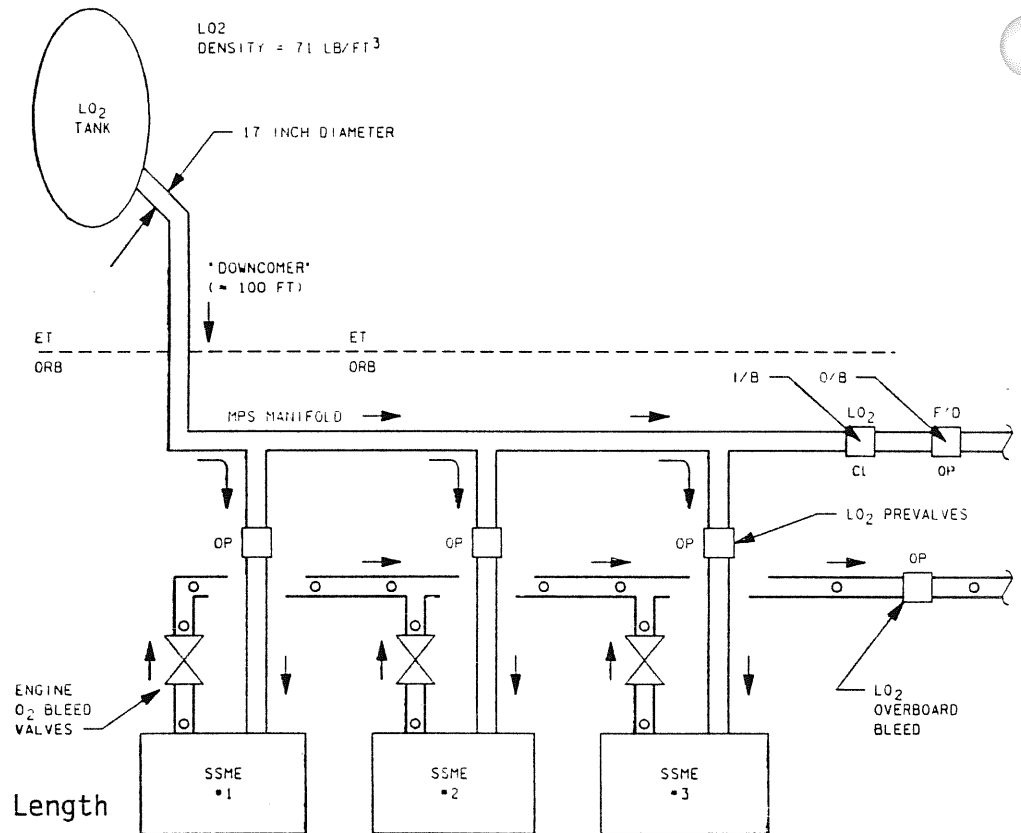 LO2
DENSITY = 71 LB/FT3
LO2
TANK
17 INCH DIAMETER
"DOWNCOMER"
(≈ 100 FT)
ET
ET
ORB
ORB
I/B
O/B
MPS MANIFOLD
LO2
F/D
CL
OP
LO2 PREVALVES
OP
OP
OP
OP
ENGINE
O2 BLEED
VALVES
LO2
OVERBOARD
BLEED
SSME
#1
SSME
#2
SSME
#3
Length